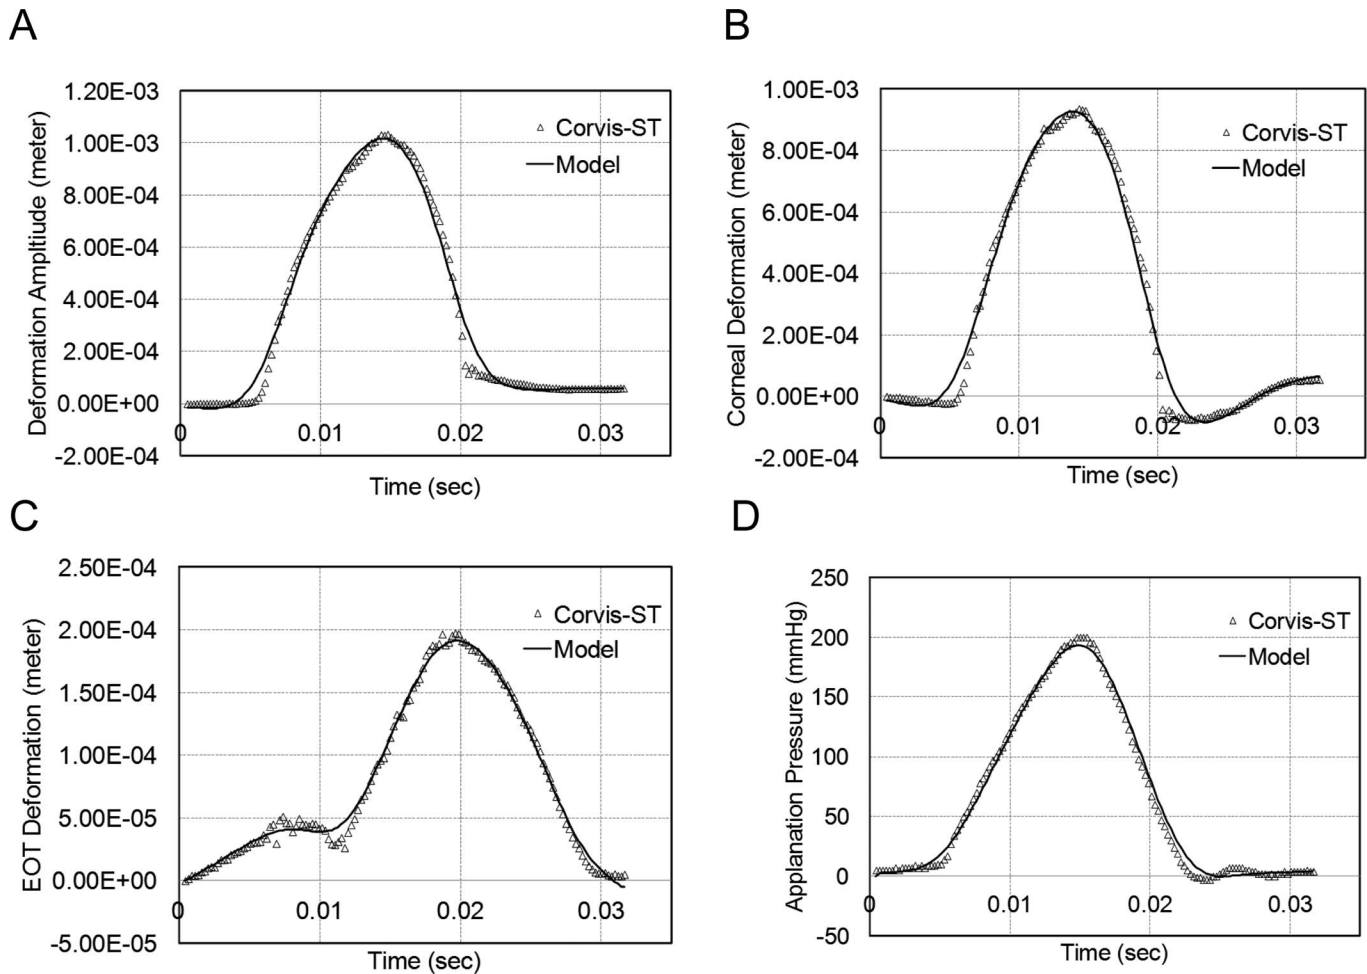 A
Deformation Ampltiude (meter)
1.20E-03
1.00E-03
8.00E-04
6.00E-04
4.00E-04
2.00E-04
0.00E+00
-2.00E-04
0 0.01 0.02 0.03
Time (sec)
Corvis-ST
Model
B
Corneal Deformation (meter)
1.00E-03
8.00E-04
6.00E-04
4.00E-04
2.00E-04
0.00E+00
-2.00E-04
0 0.01 0.02 0.03
Time (sec)
Corvis-ST
Model
C
EOT Deformation (meter)
2.50E-04
2.00E-04
1.50E-04
1.00E-04
5.00E-05
0.00E+00
-5.00E-05
0 0.01 0.02 0.03
Time (sec)
Corvis-ST
Model
D
Applanation Pressure (mmHg)
250
200
150
100
50
0
-50
0 0.01 0.02 0.03
Time (sec)
Corvis-ST
Model